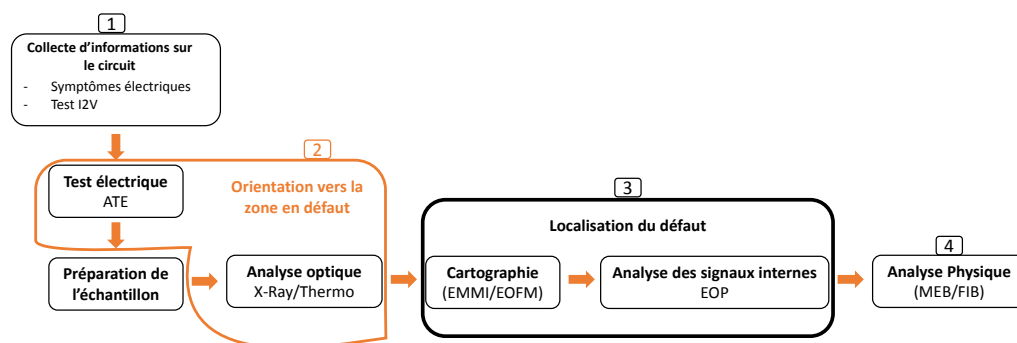 1
Collecte d'informations sur
le circuit
- Symptômes électriques
- Test I2V
2
Test électrique
ATE
Orientation vers la
zone en défaut
Préparation de
l'échantillon
Analyse optique
X-Ray/Thermo
3
Localisation du défaut
Cartographie
(EMMI/EOFM)
Analyse des signaux internes
EOP
4
Analyse Physique
(MEB/FIB)